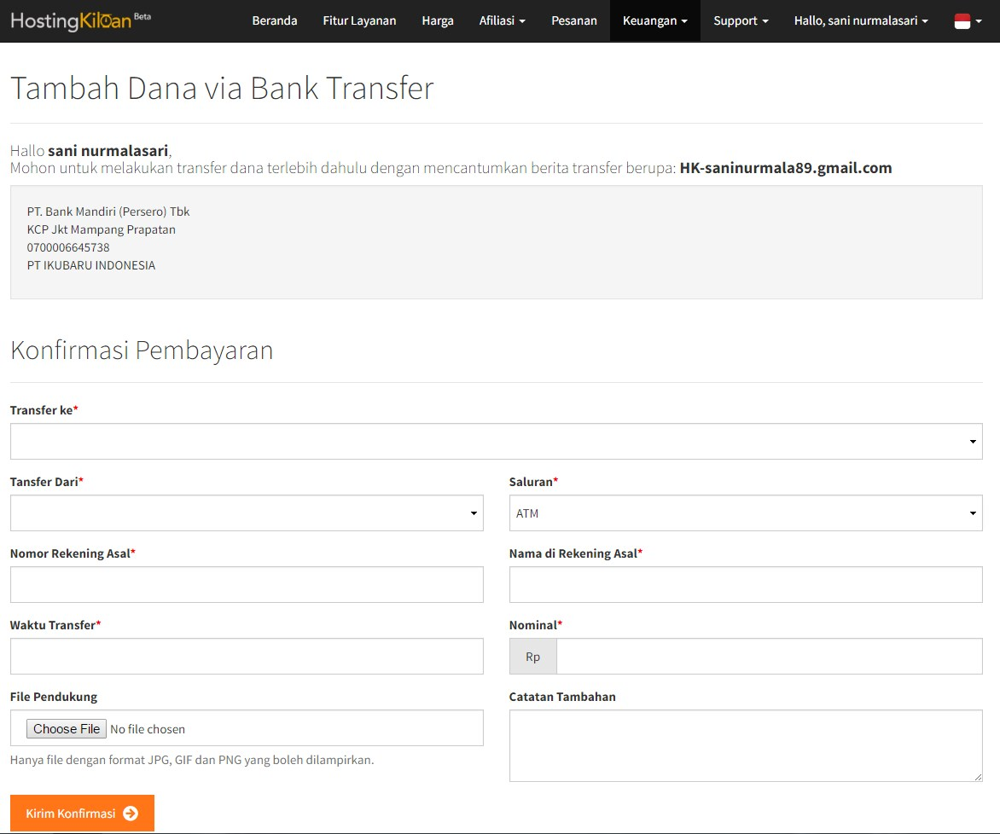 HostingKiloan Beta
Beranda Fitur Layanan Harga Afiliasi Pesanan Keuangan Support Hallo, sani nurmalasari
Tambah Dana via Bank Transfer
Hallo sani nurmalasari,
Mohon untuk melakukan transfer dana terlebih dahulu dengan mencantumkan berita transfer berupa: HK-saninurmala89.gmail.com
PT. Bank Mandiri (Persero) Tbk
KCP Jkt Mampang Prapatan
0700006645738
PT IKUBARU INDONESIA
Konfirmasi Pembayaran
Transfer ke*
Tansfer Dari*
Saluran*
ATM
Nomor Rekening Asal*
Nama di Rekening Asal*
Waktu Transfer*
Nominal*
Rp
File Pendukung
Catatan Tambahan
Choose File No file chosen
Hanya file dengan format JPG, GIF dan PNG yang boleh dilampirkan.
Kirim Konfirmasi